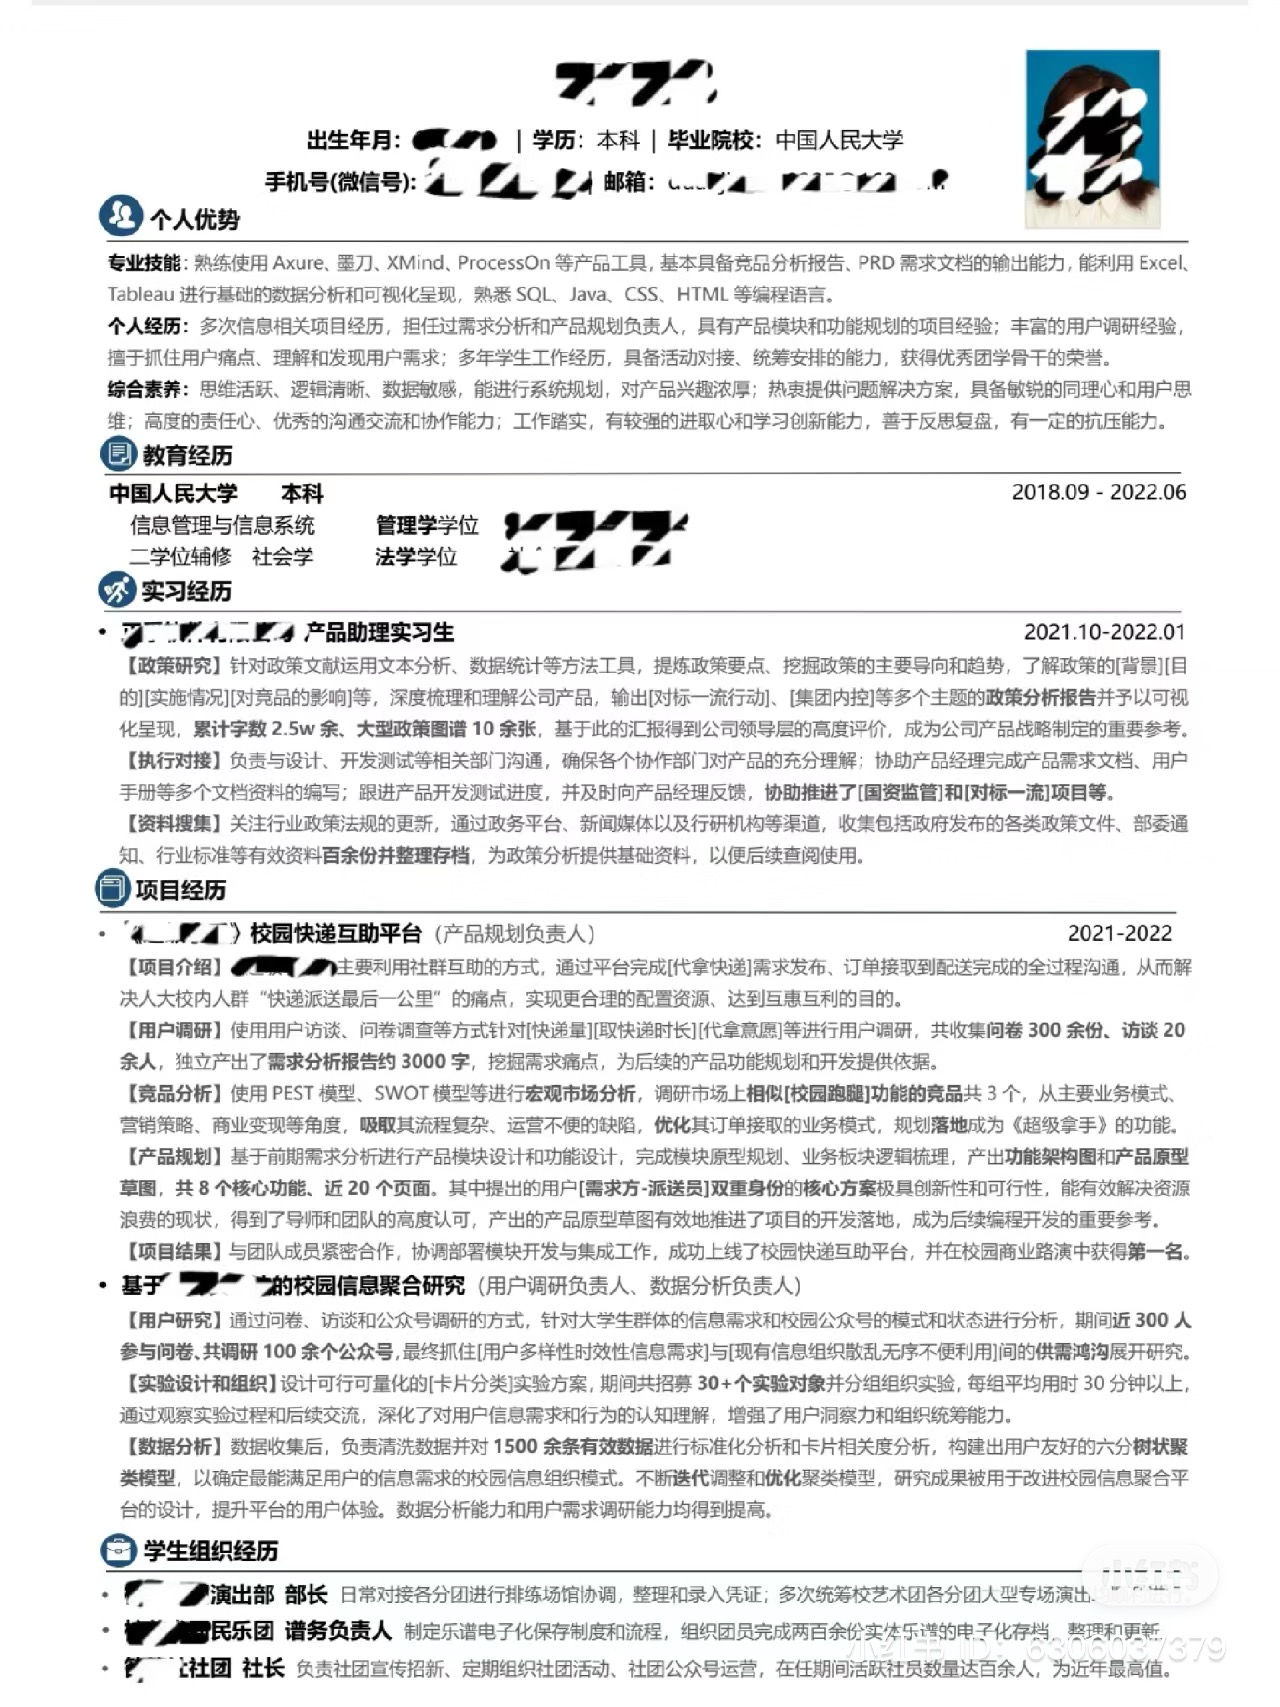 出生年月： | 学历：本科 | 毕业院校：中国人民大学
手机号(微信号)： | 邮箱：
个人优势
专业技能：熟练使用 Axure、墨刀、XMind、ProcessOn 等产品工具，基本具备竞品分析报告、PRD 需求文档的输出能力，能利用 Excel、
Tableau 进行基础的数据分析和可视化呈现，熟悉 SQL、Java、CSS、HTML 等编程语言。
个人经历：多次信息相关项目经历，担任过需求分析和产品规划负责人，具有产品模块和功能规划的项目经验；丰富的用户调研经验，
擅于抓住用户痛点、理解和发现用户需求；多年学生工作经历，具备活动对接、统筹安排的能力，获得优秀团学骨干的荣誉。
综合素养：思维活跃、逻辑清晰、数据敏感，能进行系统规划，对产品兴趣浓厚；热衷提供问题解决方案，具备敏锐的同理心和用户思
维；高度的责任心、优秀的沟通交流和协作能力；工作踏实，有较强的进取心和学习创新能力，善于反思复盘，有一定的抗压能力。
教育经历
中国人民大学 本科 2018.09 - 2022.06
信息管理与信息系统 管理学学位
二学位辅修 社会学 法学学位
实习经历
• 产品助理实习生 2021.10-2022.01
【政策研究】针对政策文献运用文本分析、数据统计等方法工具，提炼政策要点、挖掘政策的主要导向和趋势，了解政策的[背景][目
的][实施情况][对竞品的影响]等，深度梳理和理解公司产品，输出[对标一流行动]、[集团内控]等多个主题的政策分析报告并予以可视
化呈现，累计字数 2.5w 余、大型政策图谱 10 余张，基于此的汇报得到公司领导层的高度评价，成为公司产品战略制定的重要参考。
【执行对接】负责与设计、开发测试等相关部门沟通，确保各个协作部门对产品的充分理解；协助产品经理完成产品需求文档、用户
手册等多个文档资料的编写；跟进产品开发测试进度，并及时向产品经理反馈，协助推进了[国资监管]和[对标一流]项目等。
【资料搜集】关注行业政策法规的更新，通过政务平台、新闻媒体以及行研机构等渠道，收集包括政府发布的各类政策文件、部委通
知、行业标准等有效资料百余份并整理存档，为政策分析提供基础资料，以便后续查阅使用。
项目经历
• 》校园快递互助平台（产品规划负责人） 2021-2022
【项目介绍】主要利用社群互助的方式，通过平台完成[代拿快递]需求发布、订单接取到配送完成的全过程沟通，从而解
决人大校内人群“快递派送最后一公里”的痛点，实现更合理的配置资源、达到互惠互利的目的。
【用户调研】使用用户访谈、问卷调查等方式针对[快递量][取快递时长][代拿意愿]等进行用户调研，共收集问卷 300 余份、访谈 20
余人，独立产出了需求分析报告约 3000 字，挖掘需求痛点，为后续的产品功能规划和开发提供依据。
【竞品分析】使用 PEST 模型、SWOT 模型等进行宏观市场分析，调研市场上相似[校园跑腿]功能的竞品共 3 个，从主要业务模式、
营销策略、商业变现等角度，吸取其流程复杂、运营不便的缺陷，优化其订单接取的业务模式，规划落地成为《超级拿手》的功能。
【产品规划】基于前期需求分析进行产品模块设计和功能设计，完成模块原型规划、业务板块逻辑梳理，产出功能架构图和产品原型
草图，共 8 个核心功能、近 20 个页面。其中提出的用户[需求方-派送员]双重身份的核心方案极具创新性和可行性，能有效解决资源
浪费的现状，得到了导师和团队的高度认可，产出的产品原型草图有效地推进了项目的开发落地，成为后续编程开发的重要参考。
【项目结果】与团队成员紧密合作，协调部署模块开发与集成工作，成功上线了校园快递互助平台，并在校园商业路演中获得第一名。
• 基于的校园信息聚合研究（用户调研负责人、数据分析负责人）
【用户研究】通过问卷、访谈和公众号调研的方式，针对大学生群体的信息需求和校园公众号的模式和状态进行分析，期间近 300 人
参与问卷、共调研 100 余个公众号，最终抓住[用户多样性时效性信息需求]与[现有信息组织散乱无序不便利用]间的供需鸿沟展开研究。
【实验设计和组织】设计可行可量化的[卡片分类]实验方案，期间共招募 30+个实验对象并分组组织实验，每组平均用时 30 分钟以上，
通过观察实验过程和后续交流，深化了对用户信息需求和行为的认知理解，增强了用户洞察力和组织统筹能力。
【数据分析】数据收集后，负责清洗数据并对 1500 余条有效数据进行标准化分析和卡片相关度分析，构建出用户友好的六分树状聚
类模型，以确定最能满足用户的信息需求的校园信息组织模式。不断迭代调整和优化聚类模型，研究成果被用于改进校园信息聚合平
台的设计，提升平台的用户体验。数据分析能力和用户需求调研能力均得到提高。
学生组织经历
• 演出部 部长 日常对接各分团进行排练场馆协调，整理和录入凭证；多次统筹校艺术团各分团大型专场演出
• 民乐团 谱务负责人 制定乐谱电子化保存制度和流程，组织团员完成两百余份实体乐谱的电子化存档、整理和更新
• 社团 社长 负责社团宣传招新、定期组织社团活动、社团公众号运营，在任期间活跃社员数量达百余人，为近年最高值。
小红书
小红书 ID：6306037379